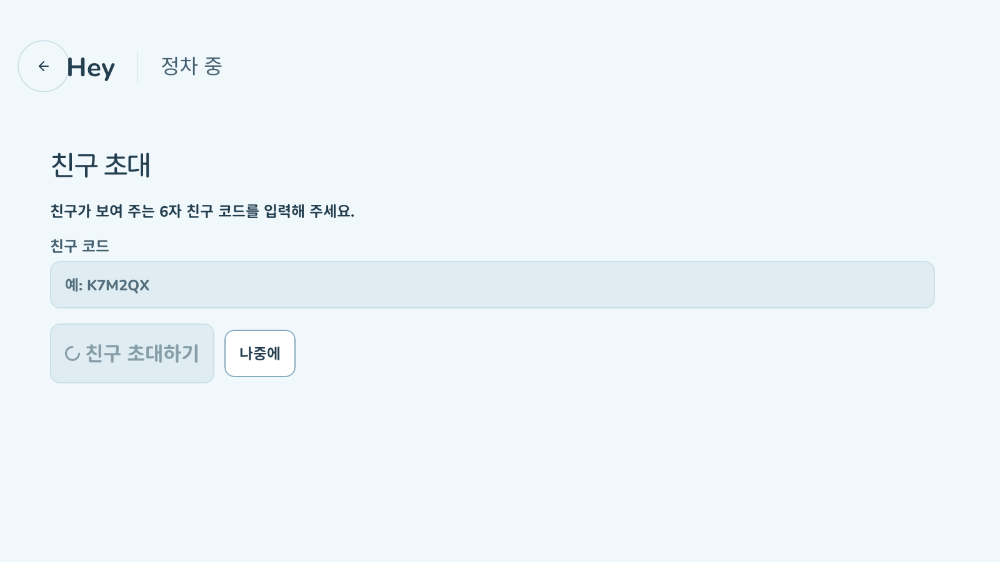 Hey
정차 중
친구 초대
친구가 보여 주는 6자 친구 코드를 입력해 주세요.
친구 코드
예: K7M2QX
친구 초대하기
나중에